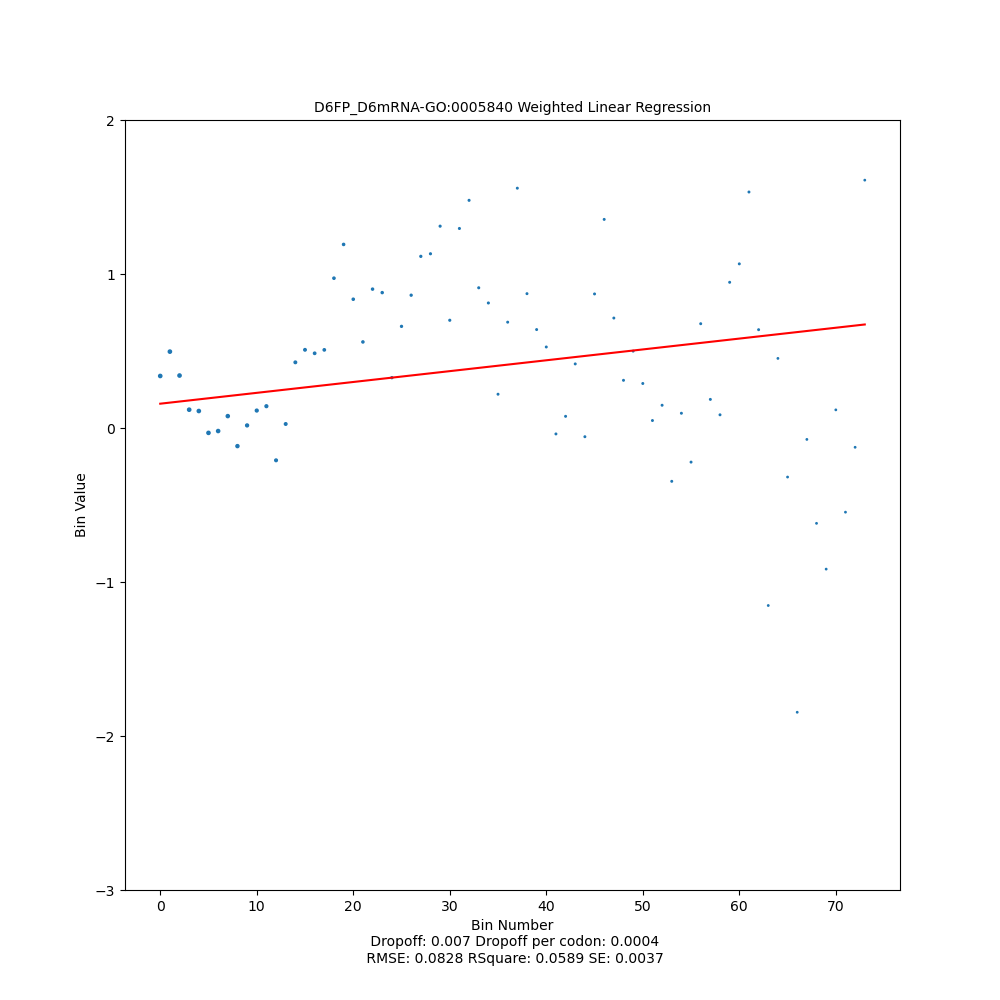 D6FP_D6mRNA-GO:0005840 Weighted Linear Regression
2
1
0
−1
−2
−3
Bin Value
0 10 20 30 40 50 60 70
Bin Number
Dropoff: 0.007 Dropoff per codon: 0.0004
RMSE: 0.0828 RSquare: 0.0589 SE: 0.0037